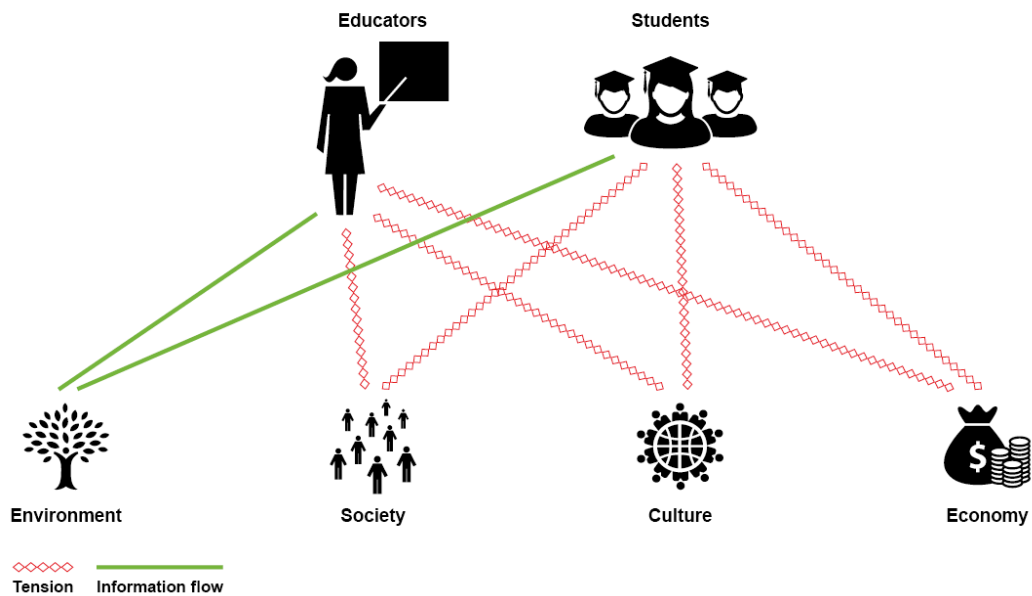 Educators
Students
$
Environment
Society
Culture
Economy
Tension
Information flow